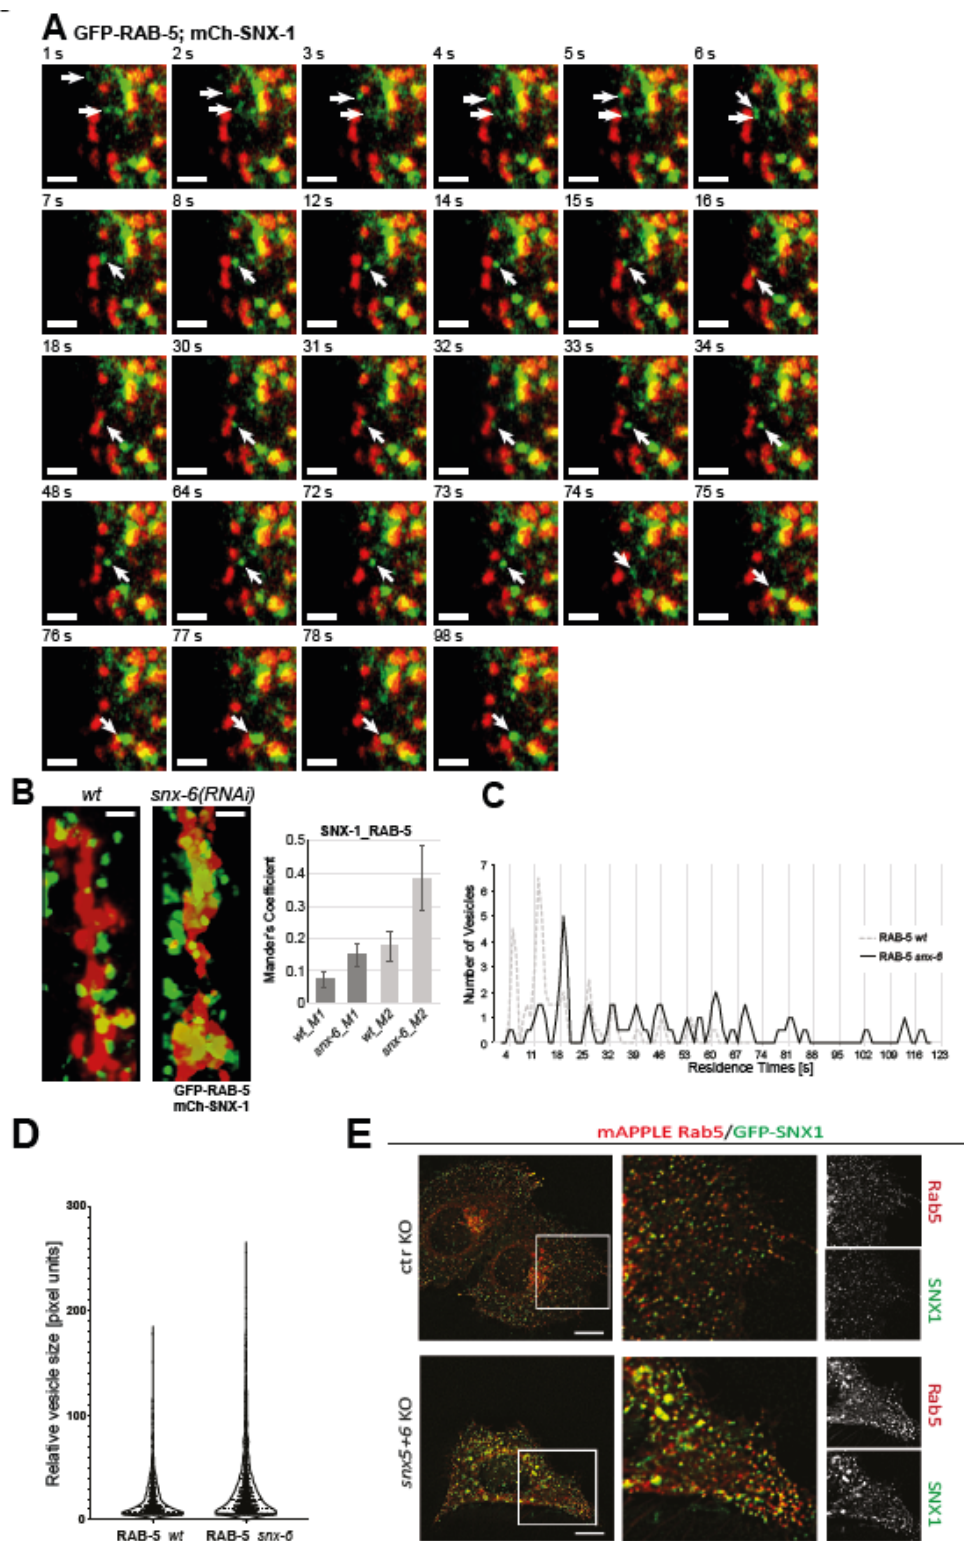 A GFP-RAB-5; mCh-SNX-1
1 s 2 s 3 s 4 s 5 s 6 s
7 s 8 s 12 s 14 s 15 s 16 s
18 s 30 s 31 s 32 s 33 s 34 s
48 s 64 s 72 s 73 s 74 s 75 s
76 s 77 s 78 s 98 s
B wt snx-6(RNAi)
GFP-RAB-5
mCh-SNX-1
SNX-1_RAB-5
Mander's Coefficient
0.5
0.4
0.3
0.2
0.1
0
wt_M1 snx-6_M1 wt_M2 snx-6_M2
C
Number of Vesicles
7
6
5
4
3
2
1
0
RAB-5 wt
RAB-5 snx-6
4 11 18 25 32 39 46 53 60 67 74 81 88 95 102 109 116 123
Residence Times [s]
D
Relative vesicle size [pixel units]
300
200
100
0
RAB-5 wt RAB-5 snx-6
E
mAPPLE Rab5/GFP-SNX1
ctr KO
Rab5
SNX1
snx5+6 KO
Rab5
SNX1